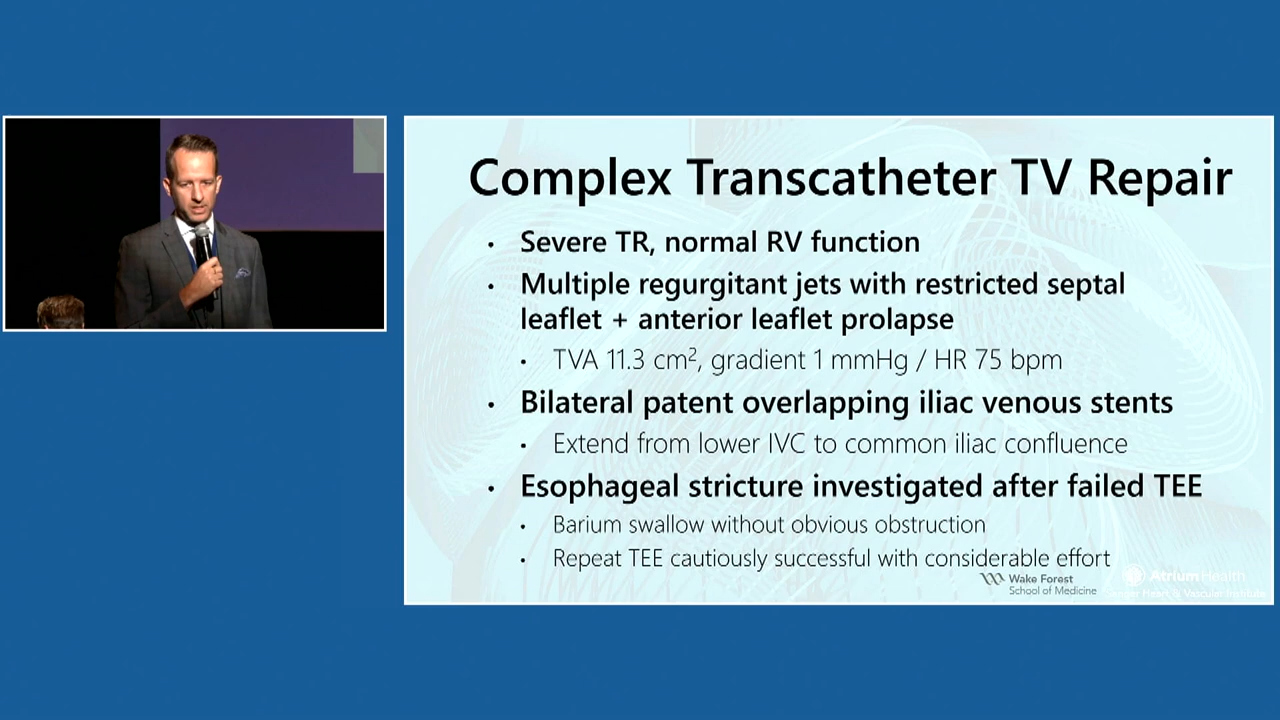 Complex Transcatheter TV Repair
• Severe TR, normal RV function
• Multiple regurgitant jets with restricted septal
leaflet + anterior leaflet prolapse
• TVA 11.3 cm², gradient 1 mmHg / HR 75 bpm
• Bilateral patent overlapping iliac venous stents
• Extend from lower IVC to common iliac confluence
• Esophageal stricture investigated after failed TEE
• Barium swallow without obvious obstruction
• Repeat TEE cautiously successful with considerable effort
Wake Forest
School of Medicine
Atrium Health
Heart & Vascular Institute